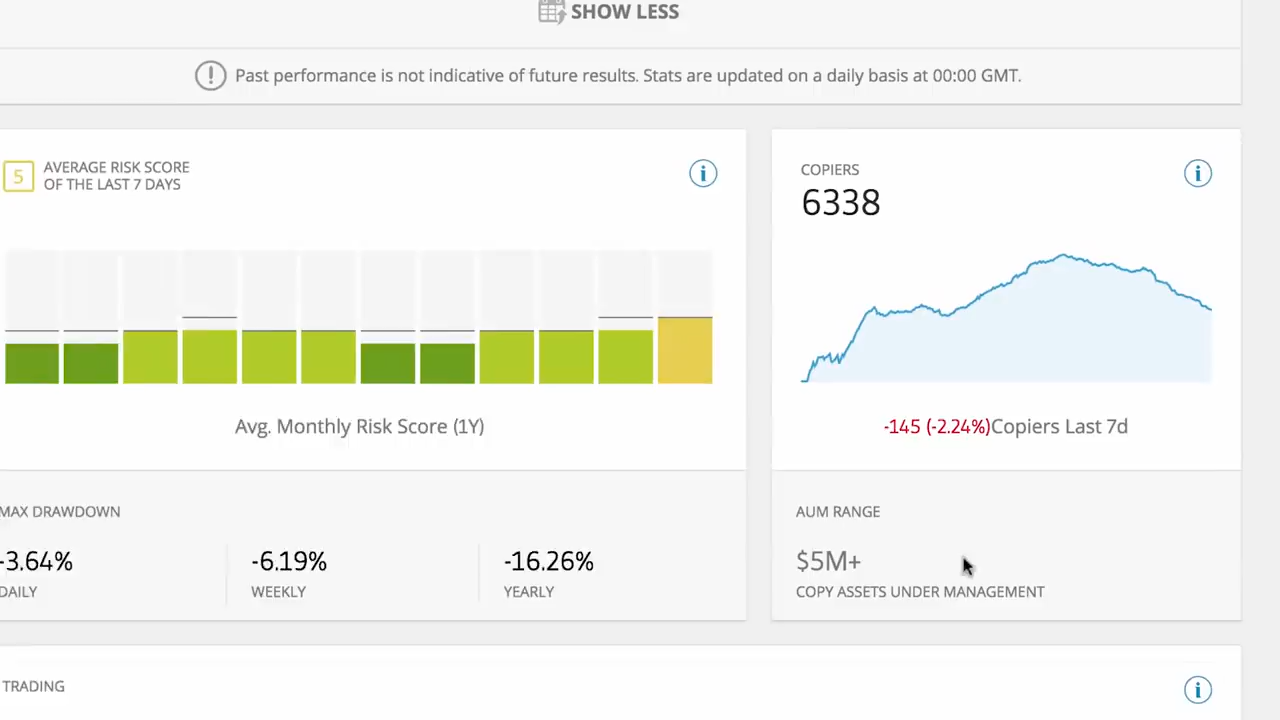 SHOW LESS
Past performance is not indicative of future results. Stats are updated on a daily basis at 00:00 GMT.
5
AVERAGE RISK SCORE
OF THE LAST 7 DAYS
Avg. Monthly Risk Score (1Y)
MAX DRAWDOWN
-3.64%
DAILY
-6.19%
WEEKLY
-16.26%
YEARLY
COPIERS
6338
-145 (-2.24%)Copiers Last 7d
AUM RANGE
$5M+
COPY ASSETS UNDER MANAGEMENT
TRADING